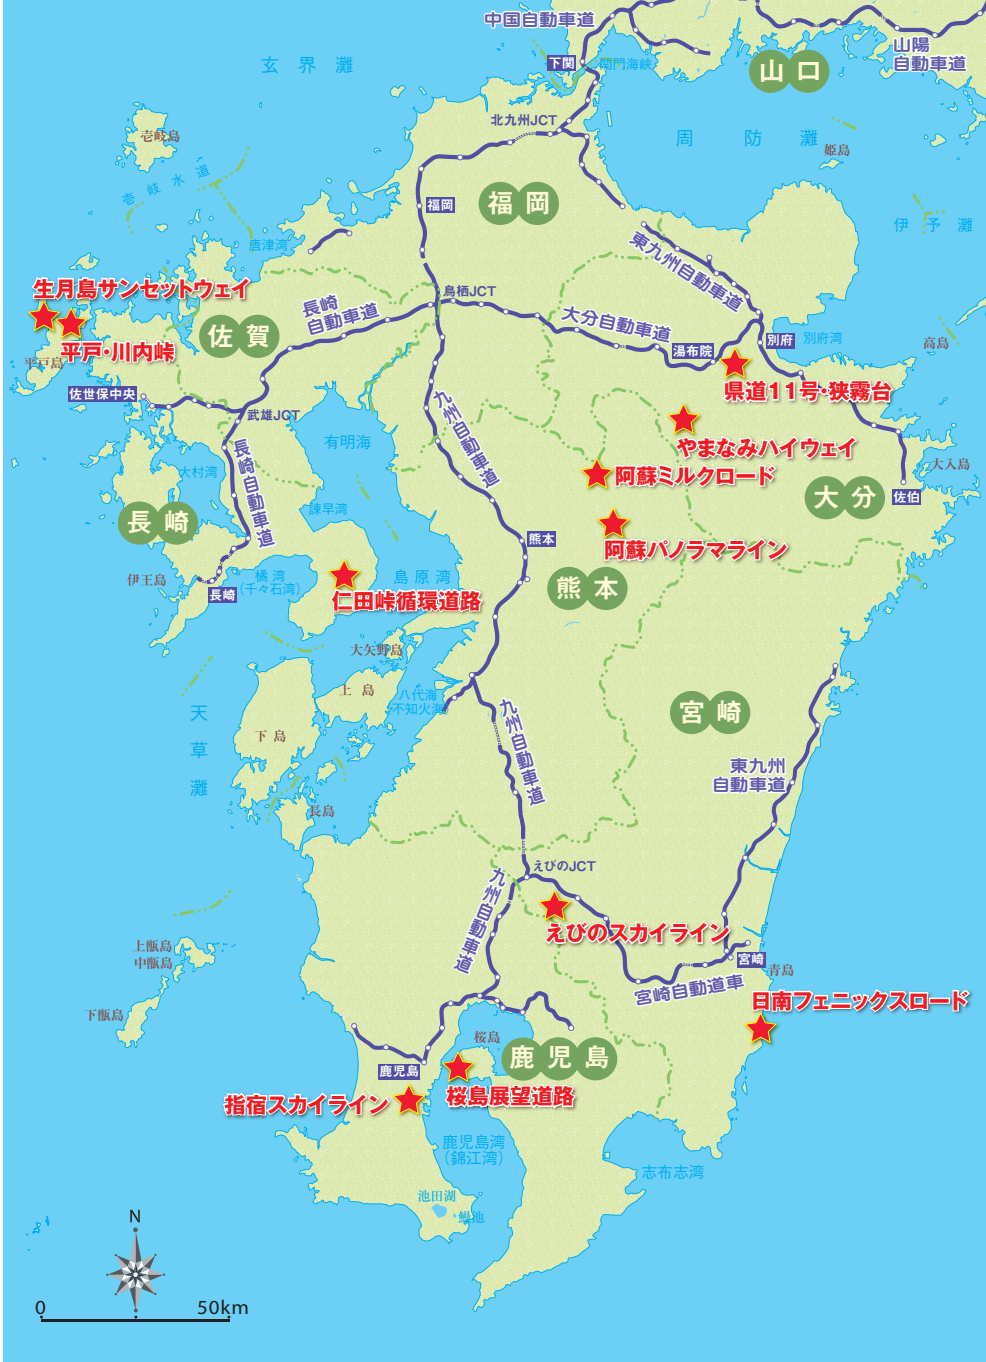 中国自動車道
山陽
自動車道
玄界灘
下関
関門海峡
山口
北九州JCT
周防灘
壱岐島
姫島
壱岐水道
福岡
福岡
伊予灘
唐津湾
東九州自動車道
生月島サンセットウェイ
鳥栖JCT
長崎
自動車道
佐賀
大分自動車道
別府
別府湾
高島
平戸・川内峠
平戸島
湯布院
県道11号・狭霧台
佐世保中央
九州自動車道
武雄JCT
やまなみハイウェイ
有明海
長崎自動車道
大村湾
阿蘇ミルクロード
大入島
佐伯
大分
諫早湾
長崎
阿蘇パノラマライン
熊本
伊王島
橘湾
(千々石湾)
島原湾
長崎
仁田峠循環道路
熊本
大矢野島
上島
八代海
不知火海
天草灘
下島
九州自動車道
宮崎
東九州
自動車道
長島
えびのJCT
九州自動車道
えびのスカイライン
上甑島
中甑島
宮崎
青島
宮崎自動道車
下甑島
日南フェニックスロード
桜島
鹿児島
鹿児島
指宿スカイライン
桜島展望道路
鹿児島湾
(錦江湾)
志布志湾
池田湖
鰻池
N
0
50km